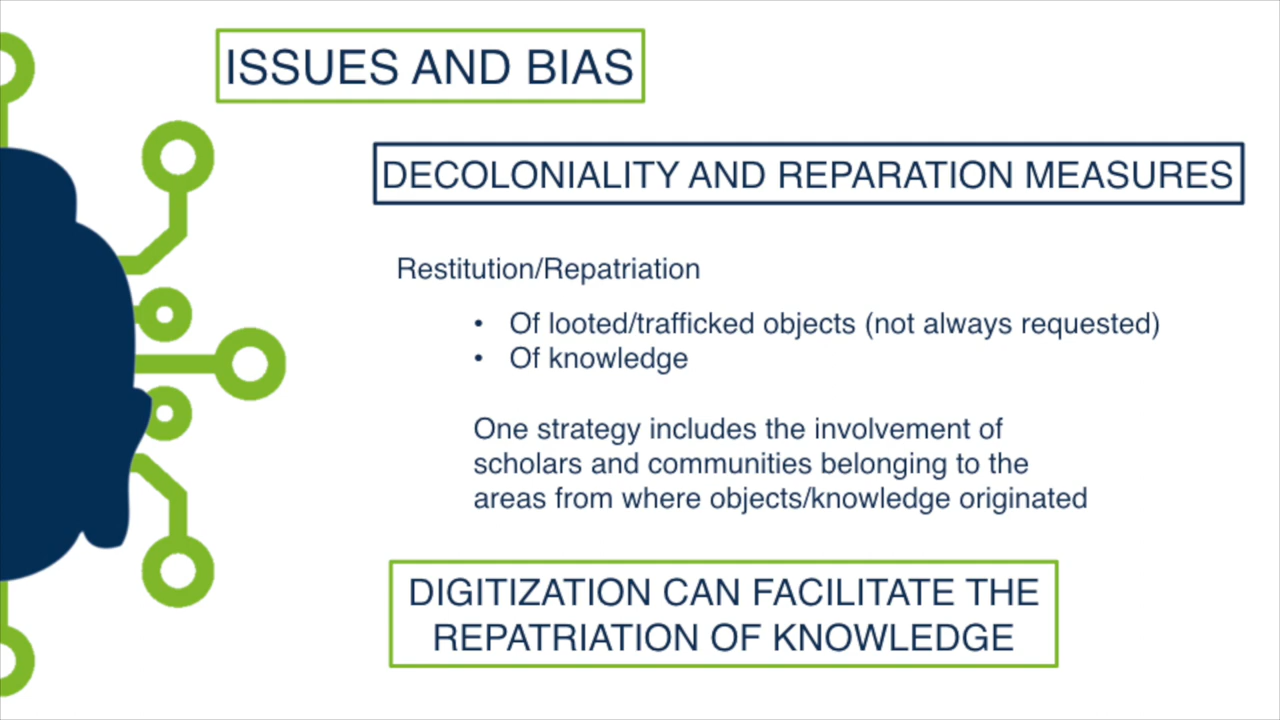 ISSUES AND BIAS
DECOLONIALITY AND REPARATION MEASURES
Restitution/Repatriation
• Of looted/trafficked objects (not always requested)
• Of knowledge
One strategy includes the involvement of
scholars and communities belonging to the
areas from where objects/knowledge originated
DIGITIZATION CAN FACILITATE THE
REPATRIATION OF KNOWLEDGE